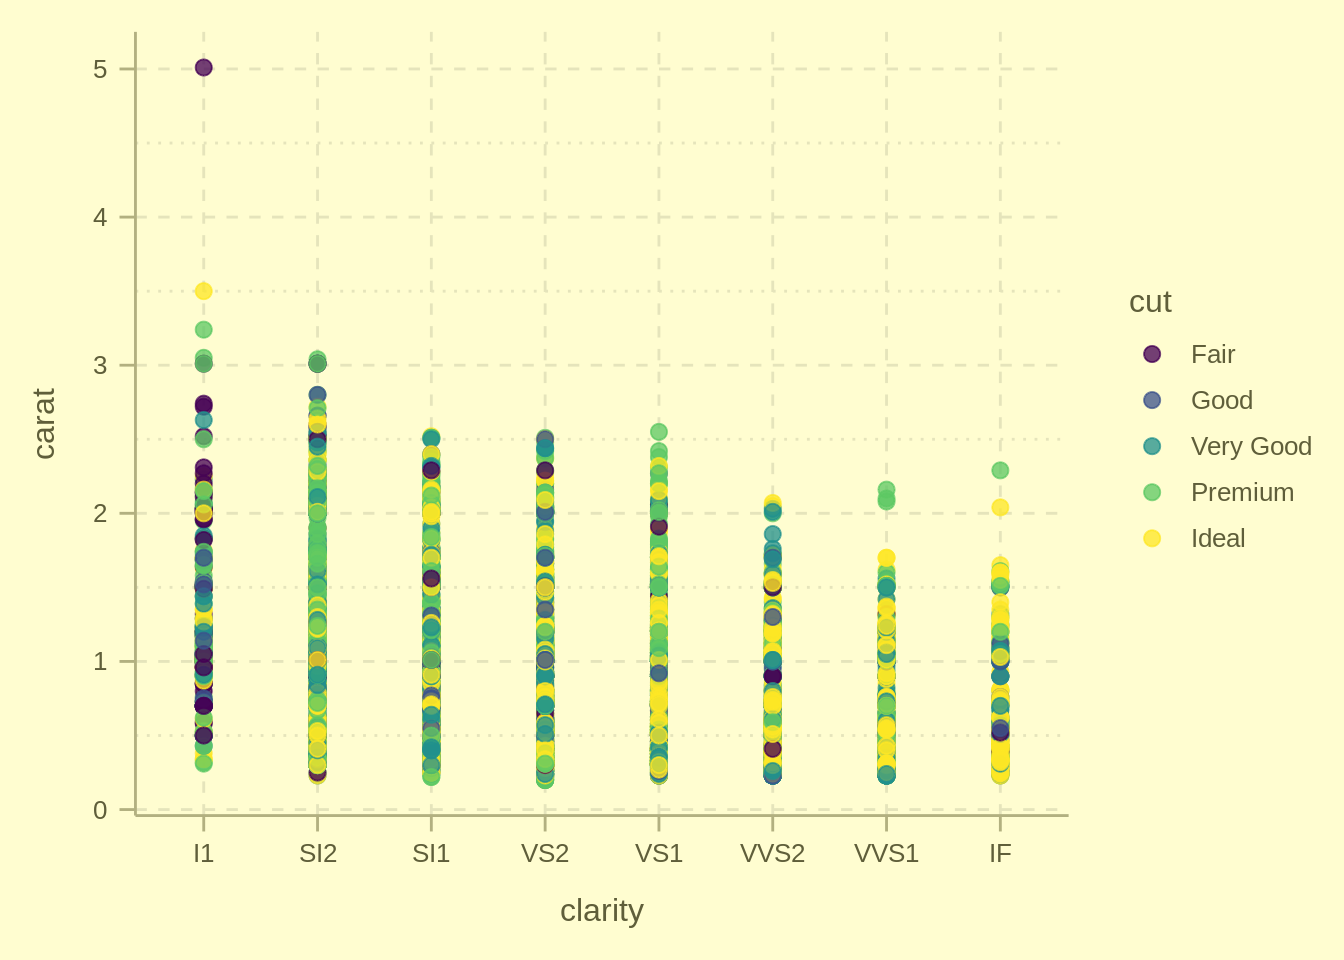 5
4
3
2
1
0
carat
I1 SI2 SI1 VS2 VS1 VVS2 VVS1 IF
clarity
cut
Fair
Good
Very Good
Premium
Ideal